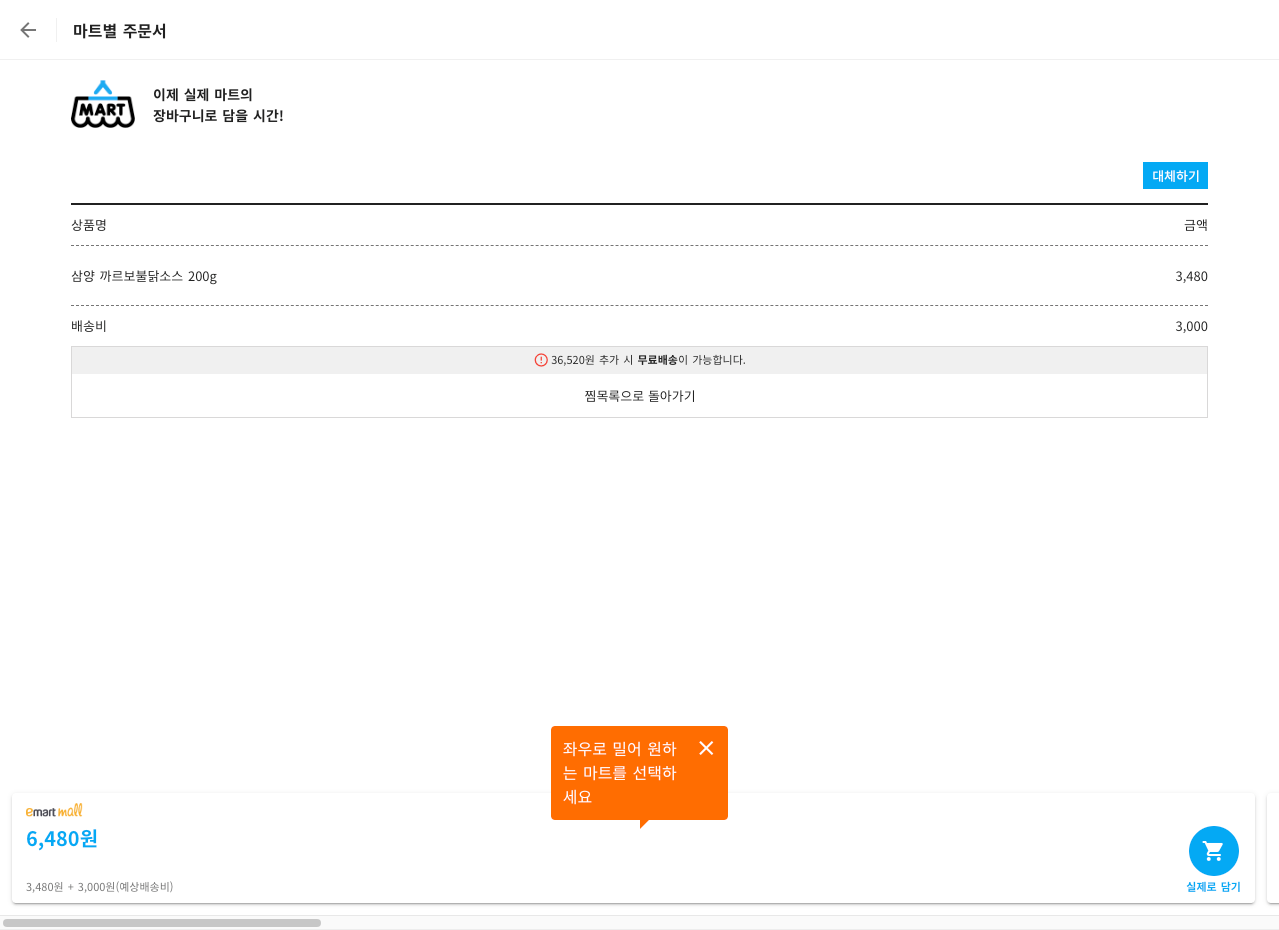 마트별 주문서
MART
이제 실제 마트의
장바구니로 담을 시간!
대체하기
상품명 금액
삼양 까르보불닭소스 200g 3,480
배송비 3,000
36,520원 추가 시 무료배송이 가능합니다.
찜목록으로 돌아가기
좌우로 밀어 원하
는 마트를 선택하
세요
emart mall
6,480원
3,480원 + 3,000원(예상배송비)
실제로 담기